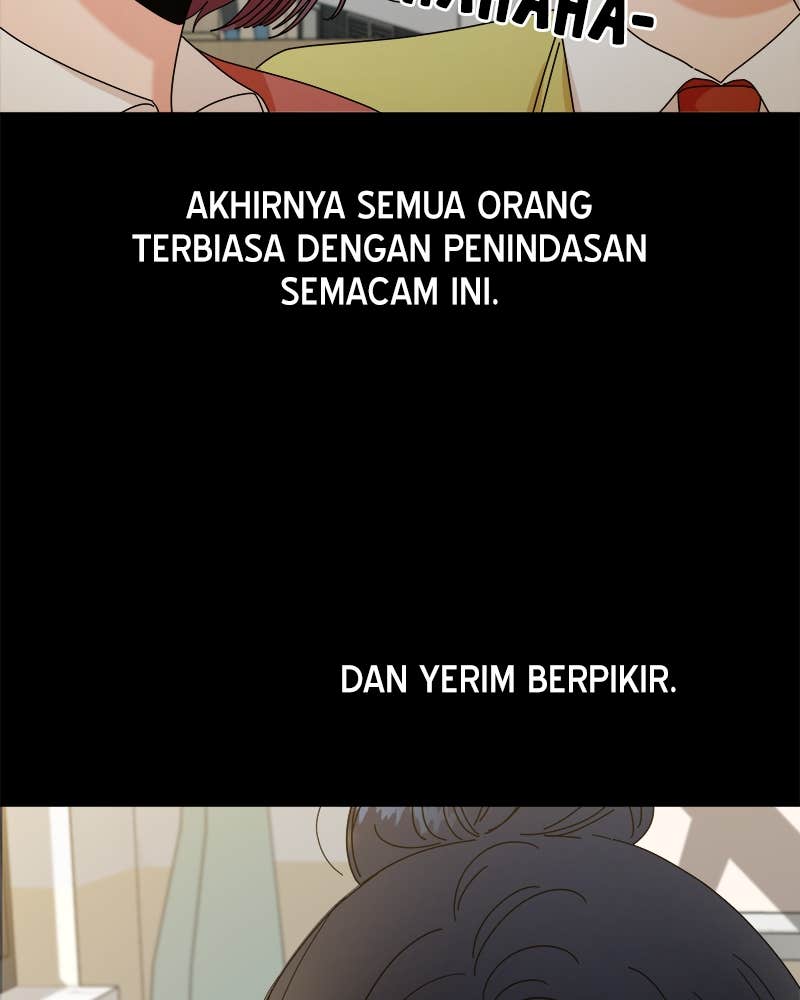 AKHIRNYA SEMUA ORANG
TERBIASA DENGAN PENINDASAN
SEMACAM INI.
DAN YERIM BERPIKIR.